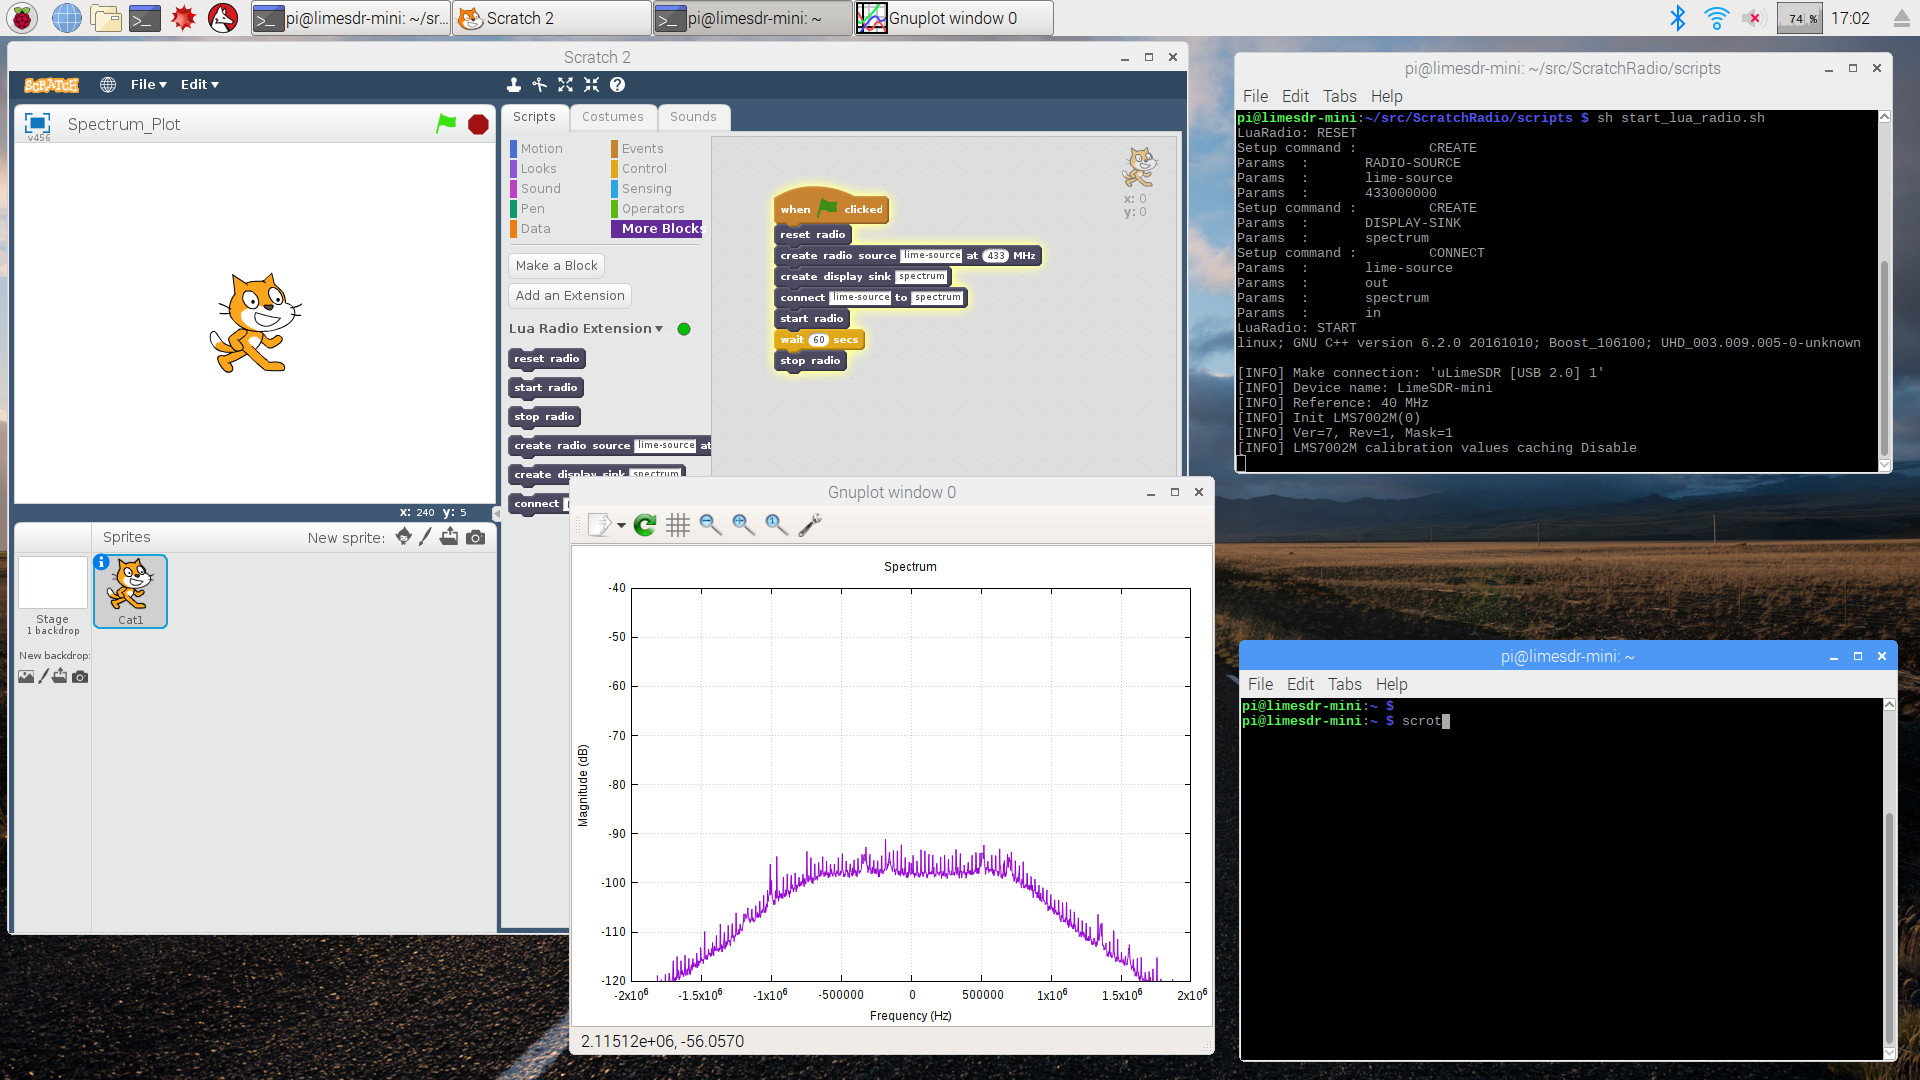 pi@limesdr-mini: ~/sr...
Scratch 2
pi@limesdr-mini: ~
Gnuplot window 0
74 %
17:02
Scratch 2
SCRATCH
File
Edit
v456
Spectrum_Plot
x: 240 y: 5
Sprites
New sprite:
Stage
1 backdrop
New backdrop:
Cat1
Scripts
Costumes
Sounds
Motion
Events
Looks
Control
Sound
Sensing
Pen
Operators
Data
More Blocks
Make a Block
Add an Extension
Lua Radio Extension
reset radio
start radio
stop radio
create radio source lime-source at
create display sink spectrum
connect
x: 0
y: 0
when clicked
reset radio
create radio source lime-source at 433 MHz
create display sink spectrum
connect lime-source to spectrum
start radio
wait 60 secs
stop radio
pi@limesdr-mini: ~/src/ScratchRadio/scripts
File Edit Tabs Help
pi@limesdr-mini:~/src/ScratchRadio/scripts $ sh start_lua_radio.sh
LuaRadio: RESET
Setup command : CREATE
Params : RADIO-SOURCE
Params : lime-source
Params : 433000000
Setup command : CREATE
Params : DISPLAY-SINK
Params : spectrum
Setup command : CONNECT
Params : lime-source
Params : out
Params : spectrum
Params : in
LuaRadio: START
linux; GNU C++ version 6.2.0 20161010; Boost_106100; UHD_003.009.005-0-unknown
[INFO] Make connection: 'uLimeSDR [USB 2.0] 1'
[INFO] Device name: LimeSDR-mini
[INFO] Reference: 40 MHz
[INFO] Init LMS7002M(0)
[INFO] Ver=7, Rev=1, Mask=1
[INFO] LMS7002M calibration values caching Disable
Gnuplot window 0
Spectrum
-40
-50
-60
-70
-80
-90
-100
-110
-120
Magnitude (dB)
-2x10⁶ -1.5x10⁶ -1x10⁶ -500000 0 500000 1x10⁶ 1.5x10⁶ 2x10⁶
Frequency (Hz)
2.11512e+06, -56.0570
pi@limesdr-mini: ~
File Edit Tabs Help
pi@limesdr-mini:~ $
pi@limesdr-mini:~ $ scrot